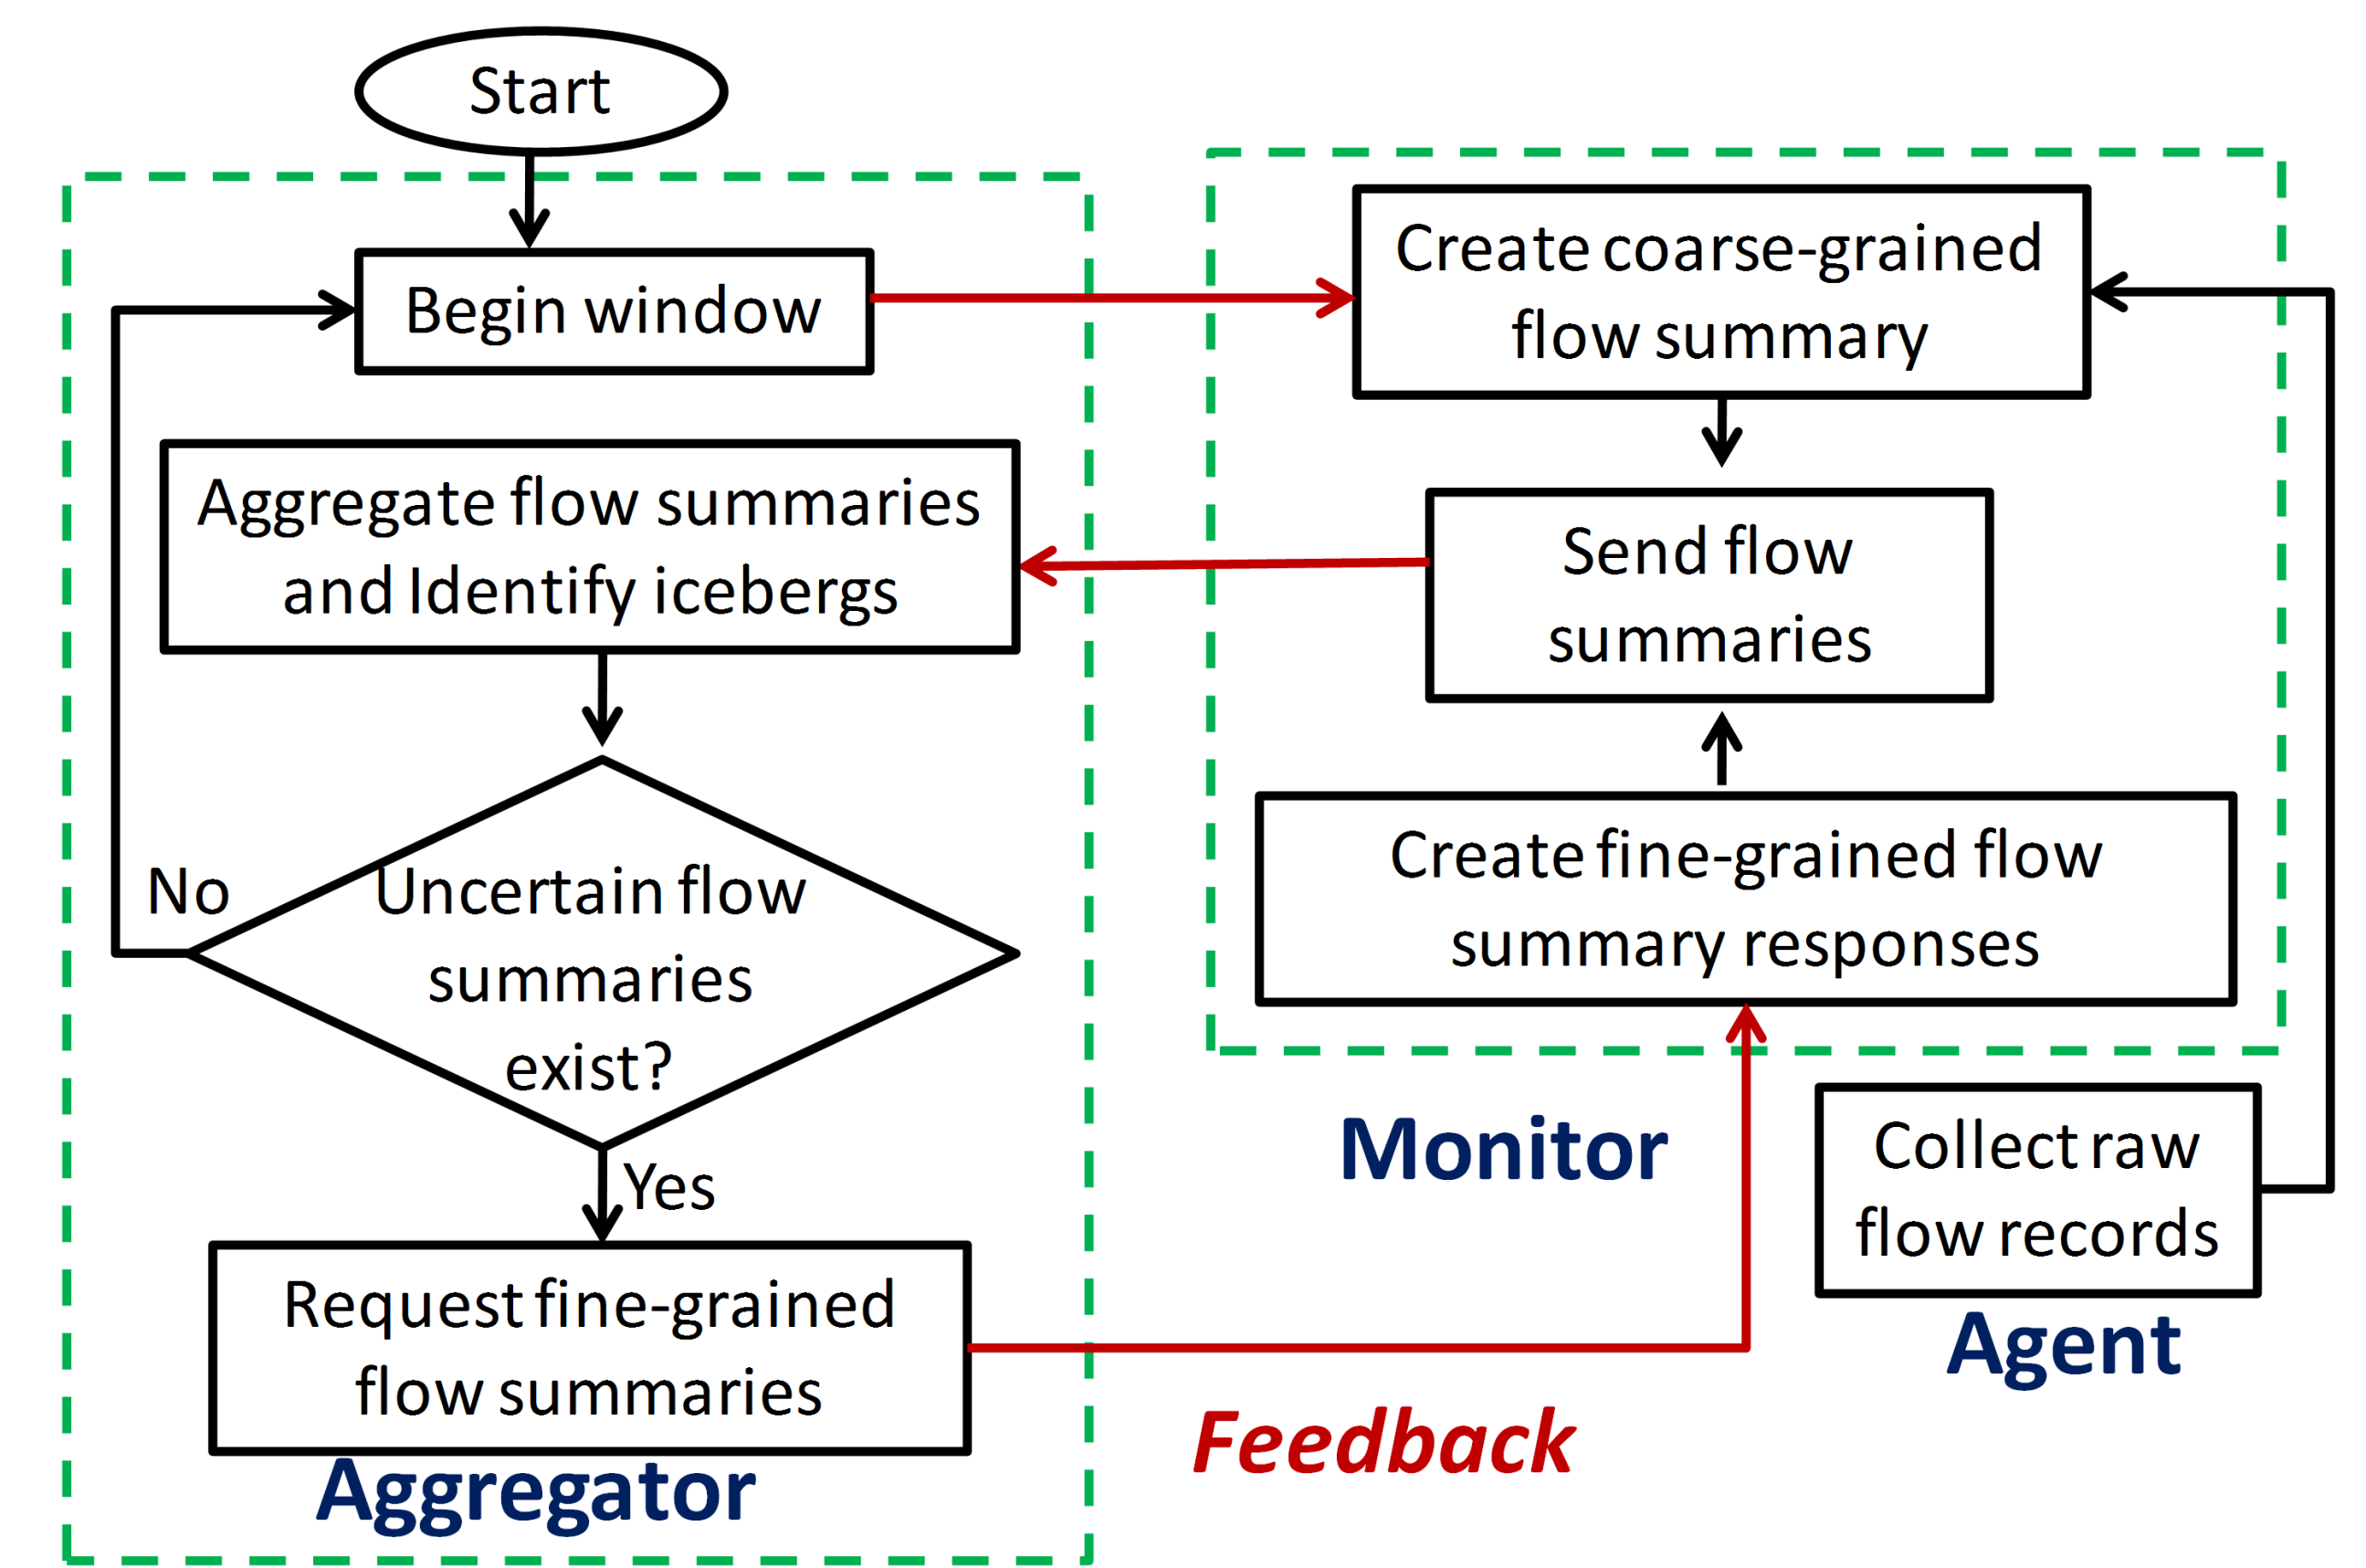 Start
Begin window
Aggregate flow summaries
and Identify icebergs
No
Uncertain flow
summaries
exist?
Yes
Request fine-grained
flow summaries
Aggregator
Create coarse-grained
flow summary
Send flow
summaries
Create fine-grained flow
summary responses
Monitor
Collect raw
flow records
Agent
Feedback